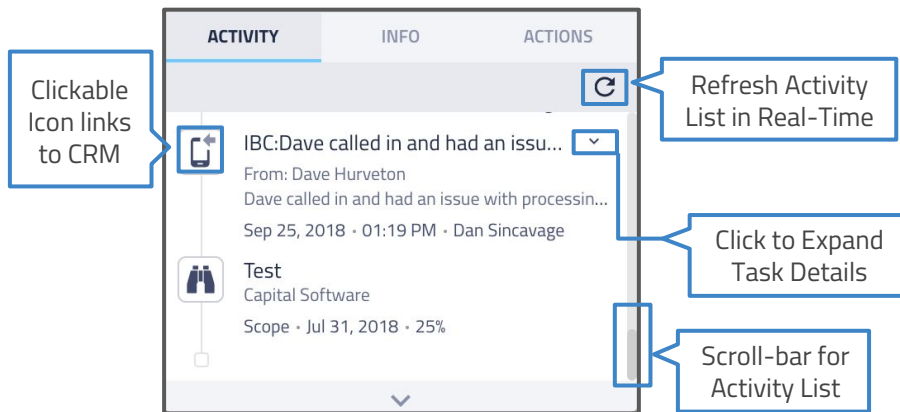 ACTIVITY INFO ACTIONS
Clickable
Icon links
to CRM
Refresh Activity
List in Real-Time
IBC:Dave called in and had an issu...
From: Dave Hurveton
Dave called in and had an issue with processin...
Sep 25, 2018 • 01:19 PM • Dan Sincavage
Click to Expand
Task Details
Test
Capital Software
Scope • Jul 31, 2018 • 25%
Scroll-bar for
Activity List